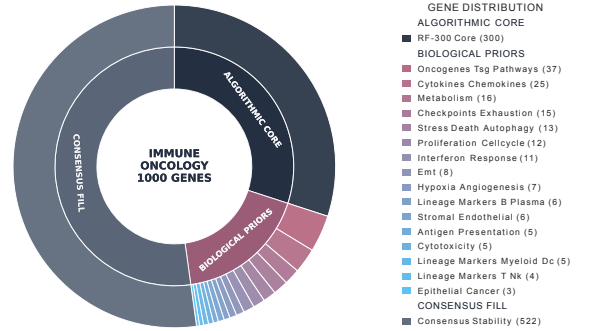 GENE DISTRIBUTION
ALGORITHMIC CORE
RF-300 Core (300)
BIOLOGICAL PRIORS
Oncogenes Tsg Pathways (37)
Cytokines Chemokines (25)
Metabolism (16)
Checkpoints Exhaustion (15)
Stress Death Autophagy (13)
Proliferation Cellcycle (12)
Interferon Response (11)
Emt (8)
Hypoxia Angiogenesis (7)
Lineage Markers B Plasma (6)
Stromal Endothelial (6)
Antigen Presentation (5)
Cytotoxicity (5)
Lineage Markers Myeloid Dc (5)
Lineage Markers T Nk (4)
Epithelial Cancer (3)
CONSENSUS FILL
Consensus Stability (522)
ALGORITHMIC CORE
CONSENSUS FILL
BIOLOGICAL PRIORS
IMMUNE
ONCOLOGY
1000 GENES